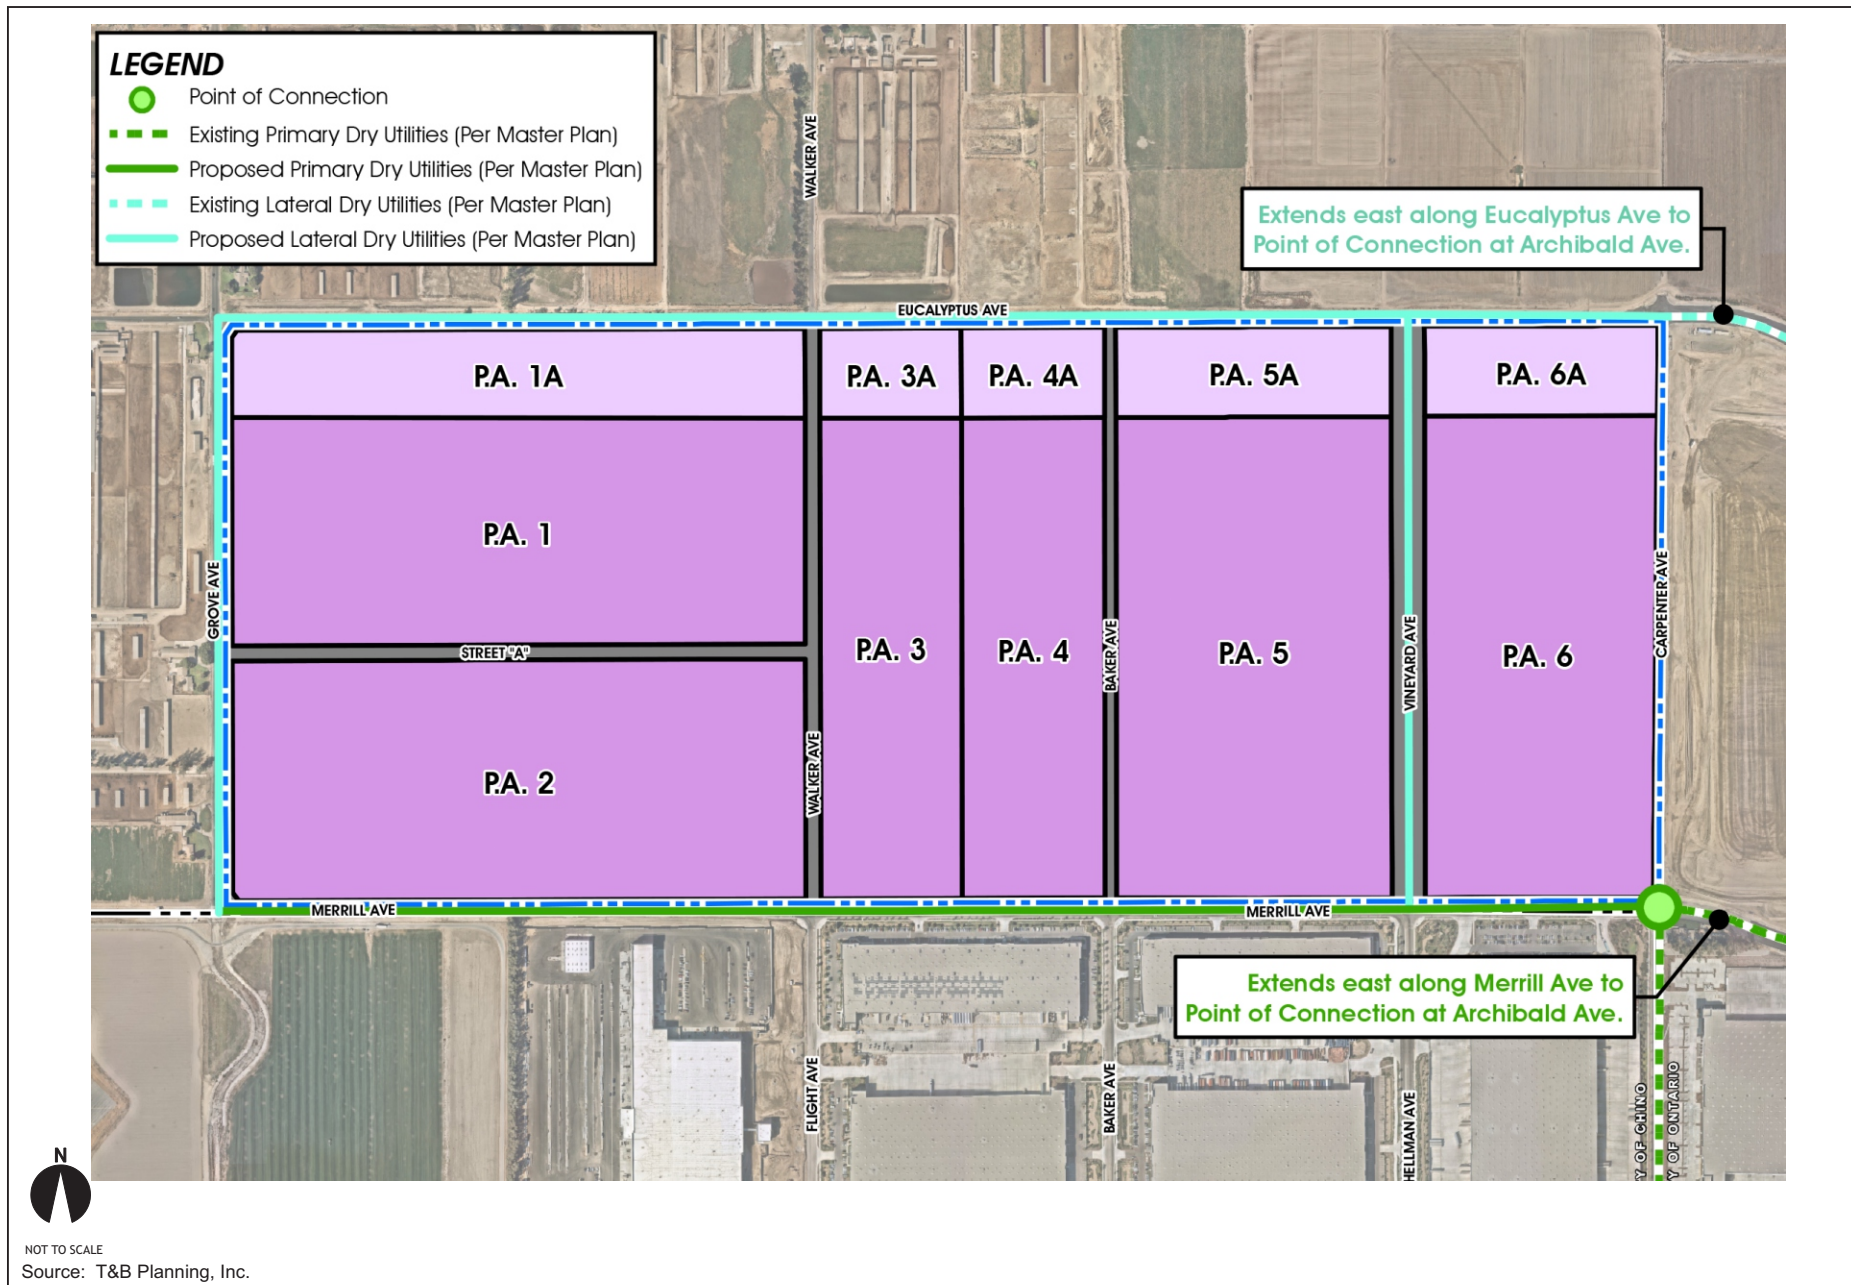 LEGEND
Point of Connection
Existing Primary Dry Utilities (Per Master Plan)
Proposed Primary Dry Utilities (Per Master Plan)
Existing Lateral Dry Utilities (Per Master Plan)
Proposed Lateral Dry Utilities (Per Master Plan)
WALKER AVE
Extends east along Eucalyptus Ave to
Point of Connection at Archibald Ave.
EUCALYPTUS AVE
P.A. 1A
P.A. 3A
P.A. 4A
P.A. 5A
P.A. 6A
P.A. 1
GROVE AVE
STREET "A"
P.A. 3
P.A. 4
BAKER AVE
P.A. 5
VINEYARD AVE
P.A. 6
CARPENTER AVE
P.A. 2
WALKER AVE
MERRILL AVE
MERRILL AVE
Extends east along Merrill Ave to
Point of Connection at Archibald Ave.
FLIGHT AVE
BAKER AVE
HELLMAN AVE
Y OF CHINO
Y OF ONTARIO
N
NOT TO SCALE
Source: T&B Planning, Inc.